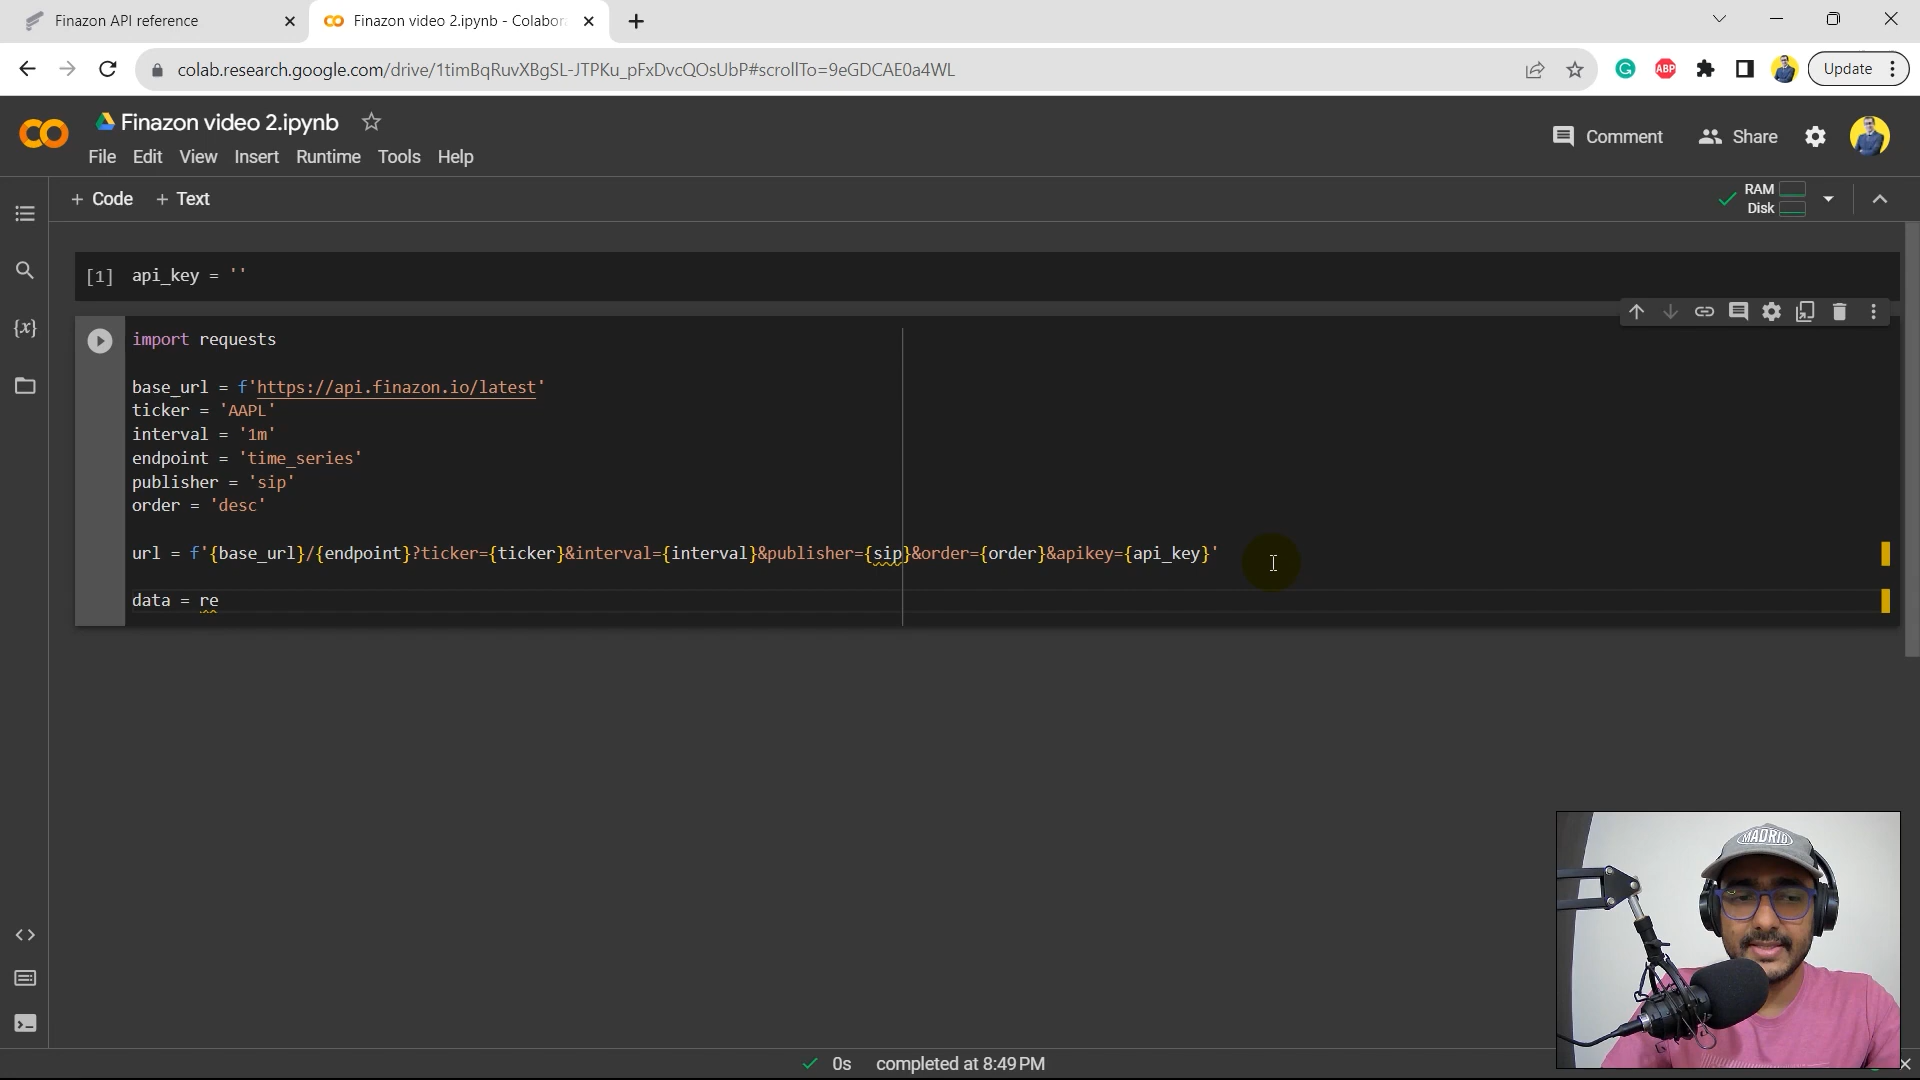 Finazon API reference
Finazon video 2.ipynb - Colabor
colab.research.google.com/drive/1timBqRuvXBgSL-JTPKu_pFxDvcQOsUbP#scrollTo=9eGDCAE0a4WL
ABP
Update
Finazon video 2.ipynb
File Edit View Insert Runtime Tools Help
Comment
Share
+ Code + Text
RAM
Disk
[1] api_key = ''
import requests
base_url = f'https://api.finazon.io/latest'
ticker = 'AAPL'
interval = '1m'
endpoint = 'time_series'
publisher = 'sip'
order = 'desc'
url = f'{base_url}/{endpoint}?ticker={ticker}&interval={interval}&publisher={sip}&order={order}&apikey={api_key}'
data = re
{x}
MADRID
0s completed at 8:49 PM